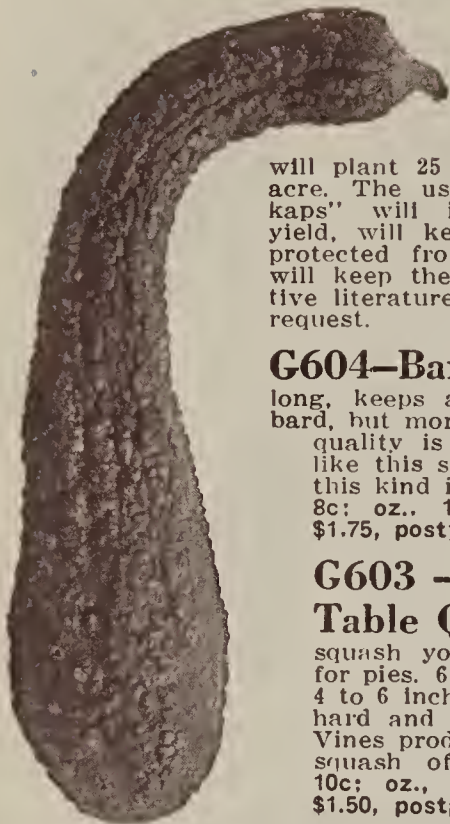 will plant 25
acre. The us
kaps" will i
yield, will ke
protected fro
will keep the
tive literature
request.
G604—Ba
long, keeps a
bard, but mor
quality is
like this s
this kind i
8c; oz.. 1
$1.75, post
G603 —
Table
squash yo
for pies. 6
4 to 6 inch
hard and
Vines prod
squash of
10c; oz.,
$1.50, post